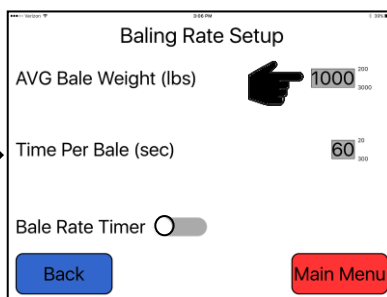 Verizon 3:06 PM 39%
Baling Rate Setup
AVG Bale Weight (lbs) 1000 200 3000
Time Per Bale (sec) 60 20 300
Bale Rate Timer
Back Main Menu